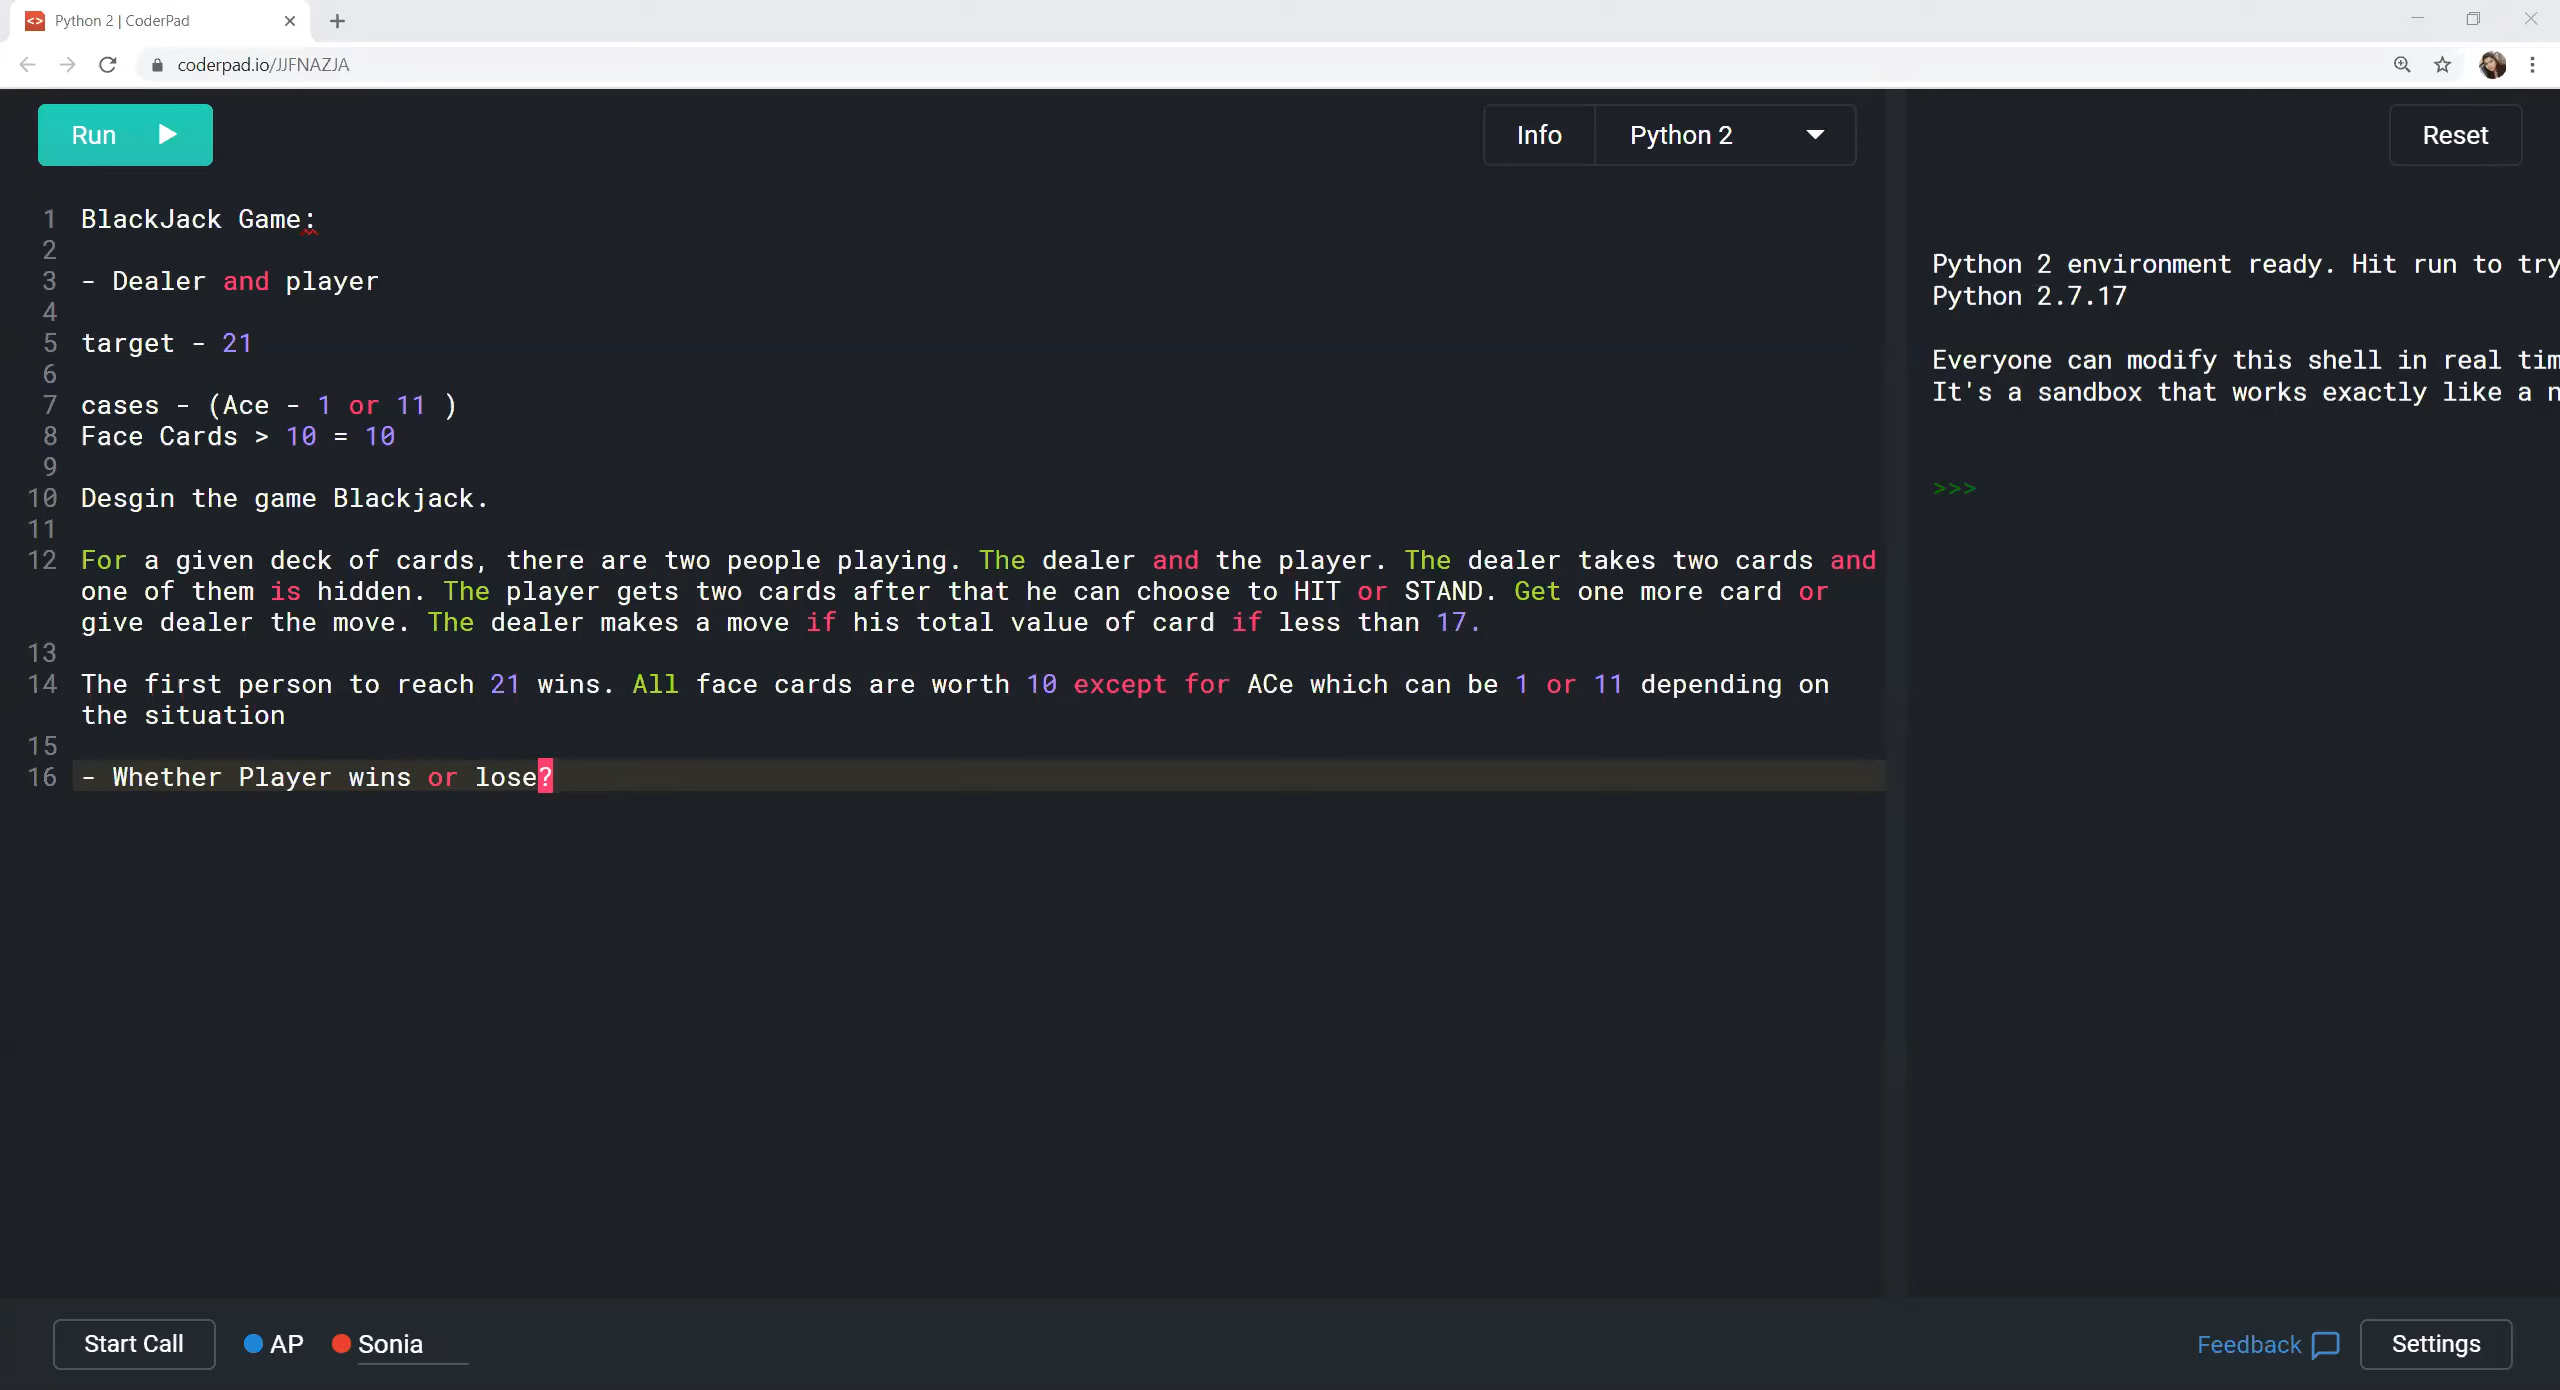 Python 2 | CoderPad
coderpad.io/JJFNAZJA
Run
Info
Python 2
Reset
1 BlackJack Game:
2
3 - Dealer and player
4
5 target - 21
6
7 cases - (Ace - 1 or 11 )
8 Face Cards > 10 = 10
9
10 Desgin the game Blackjack.
11
12 For a given deck of cards, there are two people playing. The dealer and the player. The dealer takes two cards and
one of them is hidden. The player gets two cards after that he can choose to HIT or STAND. Get one more card or
give dealer the move. The dealer makes a move if his total value of card if less than 17.
13
14 The first person to reach 21 wins. All face cards are worth 10 except for ACe which can be 1 or 11 depending on
the situation
15
16 - Whether Player wins or lose?
Python 2 environment ready. Hit run to try
Python 2.7.17
Everyone can modify this shell in real tim
It's a sandbox that works exactly like a n
>>>
Start Call
AP
Sonia
Feedback
Settings